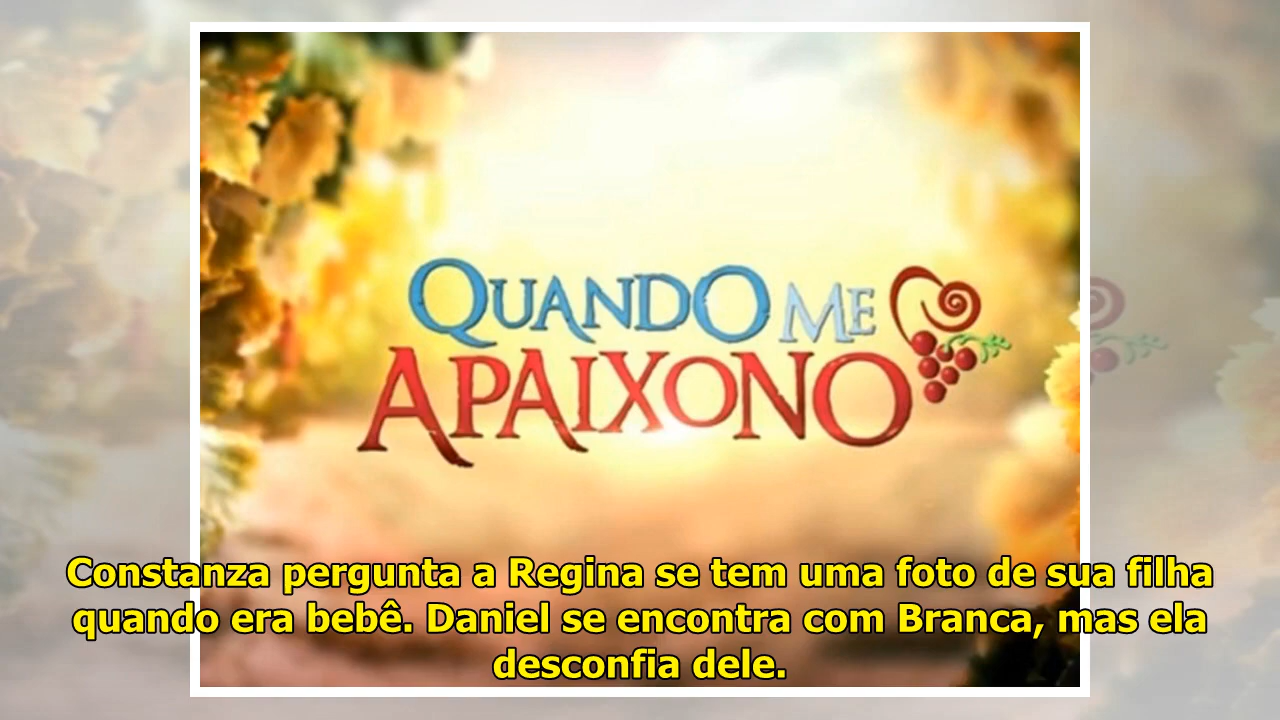 QUANDO ME
APAIXONO
Constanza pergunta a Regina se tem uma foto de sua filha
quando era bebê. Daniel se encontra com Branca, mas ela
desconfia dele.